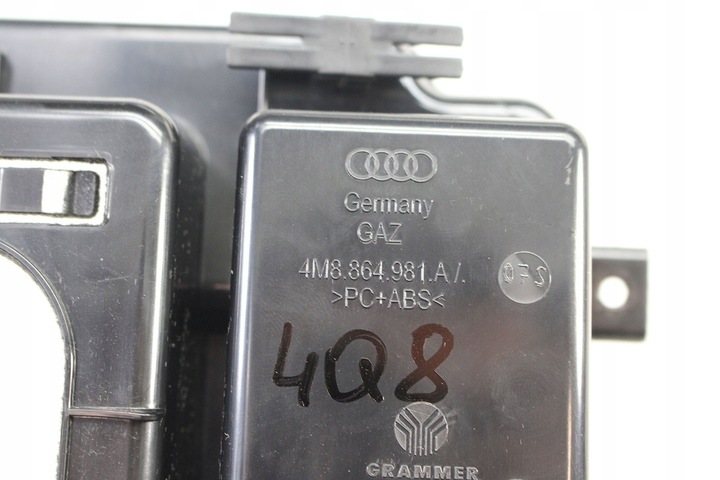 Germany
GAZ
4M8.864.981.A /.
>PC+ABS<
4Q8
GRAMMER